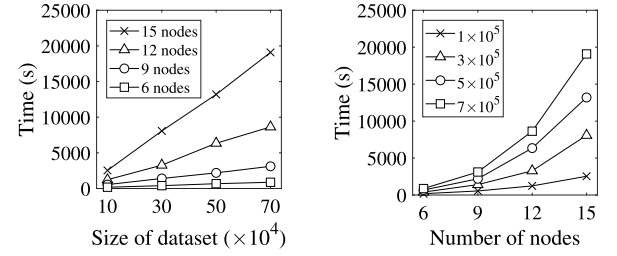 25000
20000
15000
10000
5000
0
Time (s)
15 nodes
12 nodes
9 nodes
6 nodes
10 30 50 70
Size of dataset (×10⁴)
25000
20000
15000
10000
5000
0
Time (s)
1×10⁵
3×10⁵
5×10⁵
7×10⁵
6 9 12 15
Number of nodes